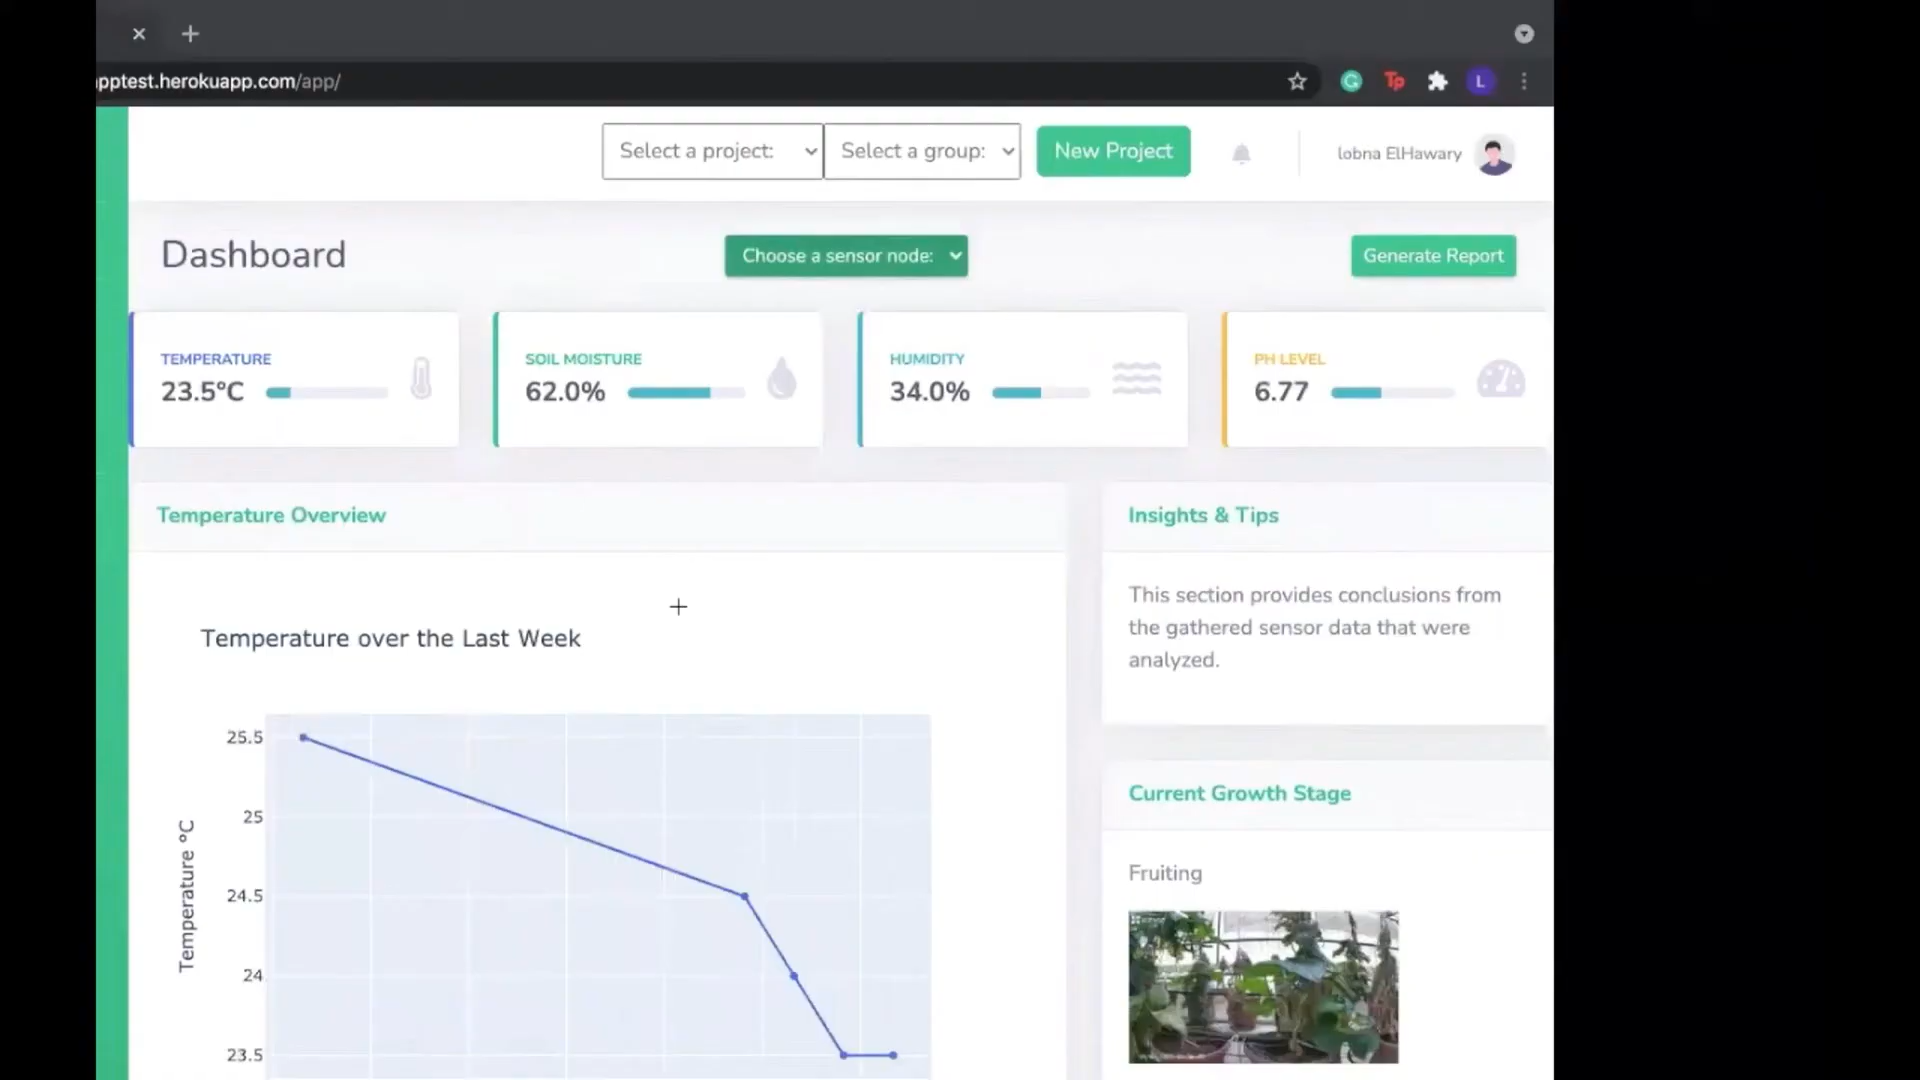 apptest.herokuapp.com/app/
Tp
L
Select a project:
Select a group:
New Project
lobna ElHawary
Dashboard
Choose a sensor node:
Generate Report
TEMPERATURE
23.5°C
SOIL MOISTURE
62.0%
HUMIDITY
34.0%
PH LEVEL
6.77
Temperature Overview
Insights & Tips
This section provides conclusions from
the gathered sensor data that were
analyzed.
Temperature over the Last Week
25.5
25
24.5
24
23.5
Temperature °C
Current Growth Stage
Fruiting